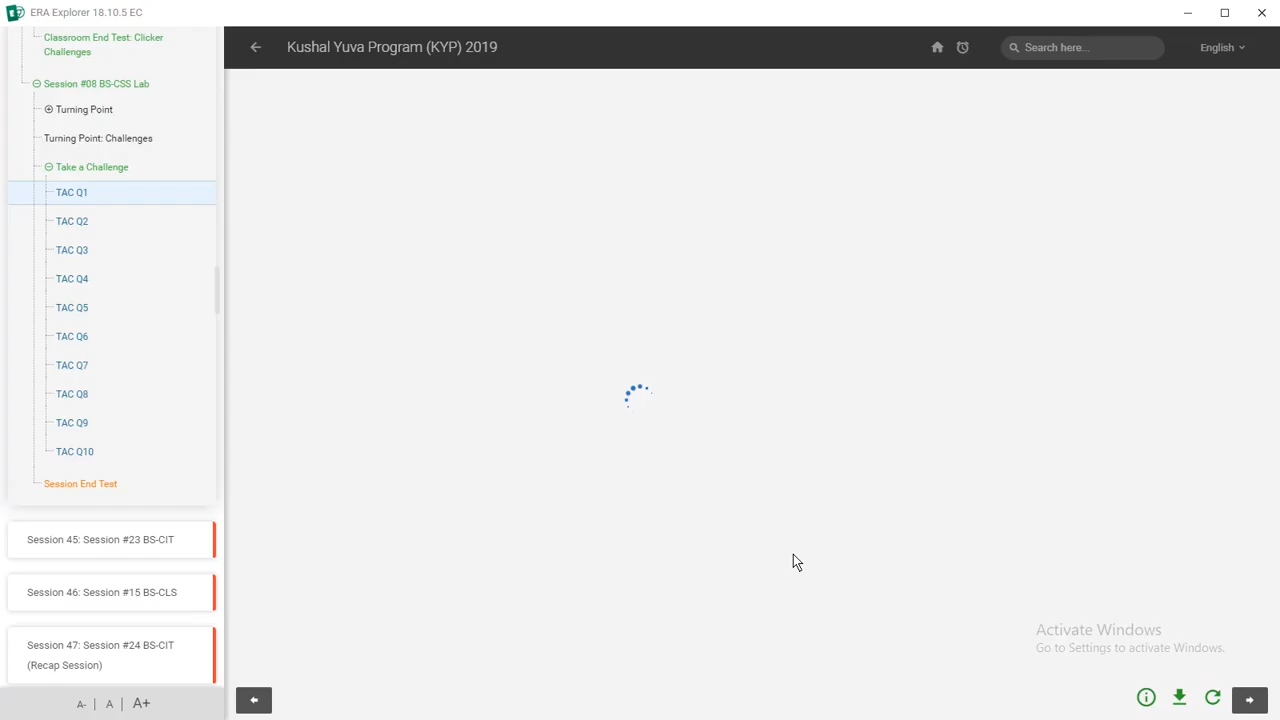 ERA Explorer 18.10.5 EC
Classroom End Test: Clicker
Challenges
Session #08 BS-CSS Lab
Turning Point
Turning Point: Challenges
Take a Challenge
TAC Q1
TAC Q2
TAC Q3
TAC Q4
TAC Q5
TAC Q6
TAC Q7
TAC Q8
TAC Q9
TAC Q10
Session End Test
Session 45: Session #23 BS-CIT
Session 46: Session #15 BS-CLS
Session 47: Session #24 BS-CIT
(Recap Session)
A- | A | A+
Kushal Yuva Program (KYP) 2019
Search here...
English
Activate Windows
Go to Settings to activate Windows.